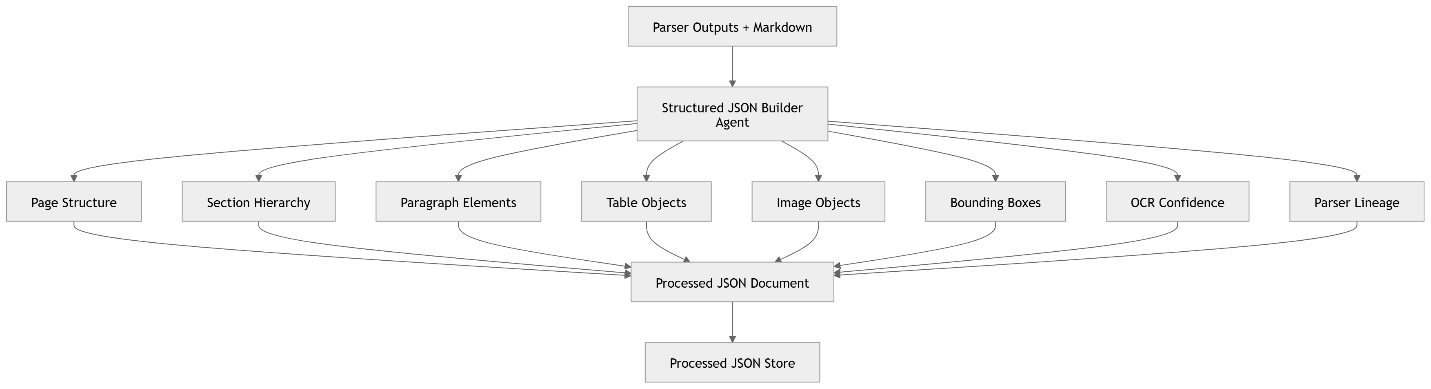 Parser Outputs + Markdown
Structured JSON Builder
Agent
Page Structure
Section Hierarchy
Paragraph Elements
Table Objects
Image Objects
Bounding Boxes
OCR Confidence
Parser Lineage
Processed JSON Document
Processed JSON Store